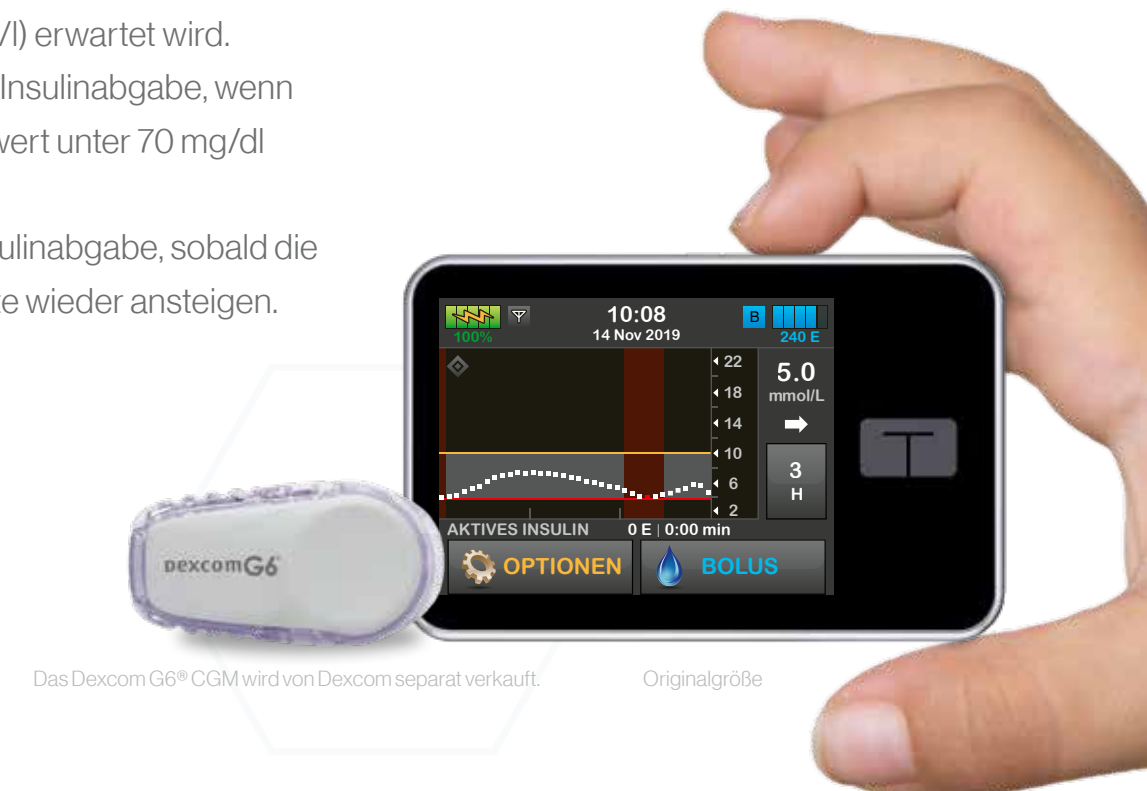 /l) erwartet wird.
Insulinabgabe, wenn
wert unter 70 mg/dl
sulinabgabe, sobald die
te wieder ansteigen.
10:08
14 Nov 2019
100%
B
240 E
22
18
14
10
6
2
5.0
mmol/L
3
H
AKTIVES INSULIN 0 E | 0:00 min
OPTIONEN
BOLUS
Dexcom G6
Das Dexcom G6® CGM wird von Dexcom separat verkauft.
Originalgröße